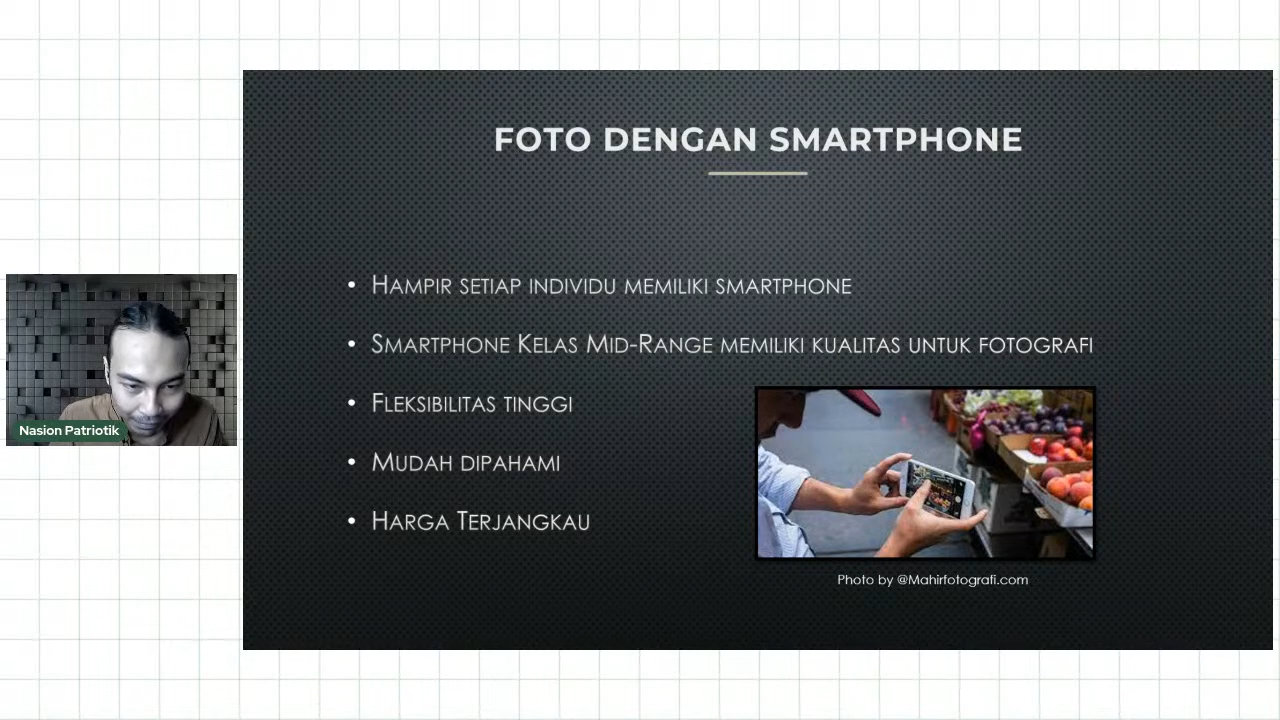 FOTO DENGAN SMARTPHONE
• Hampir setiap individu memiliki smartphone
• Smartphone Kelas Mid-Range memiliki kualitas untuk fotografi
• Fleksibilitas tinggi
• Mudah dipahami
• Harga Terjangkau
Photo by @Mahirfotografi.com
Nasion Patriotik